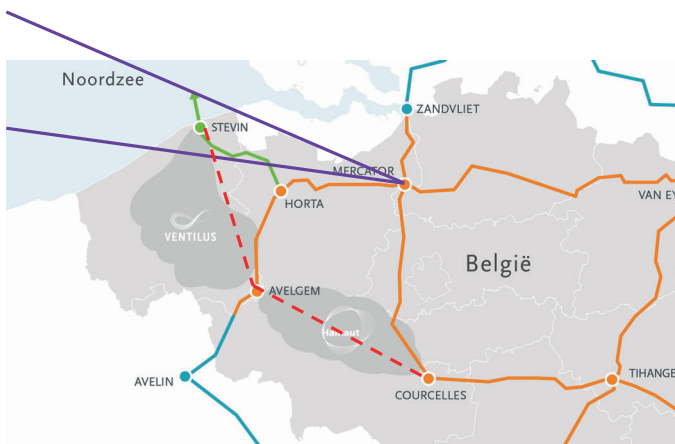 Noordzee
ZANDVLIET
STEVIN
MERCATOR
VAN EY
HORTA
VENTILUS
België
AVELGEM
Hainaut
AVELIN
COURCELLES
TIHANGE